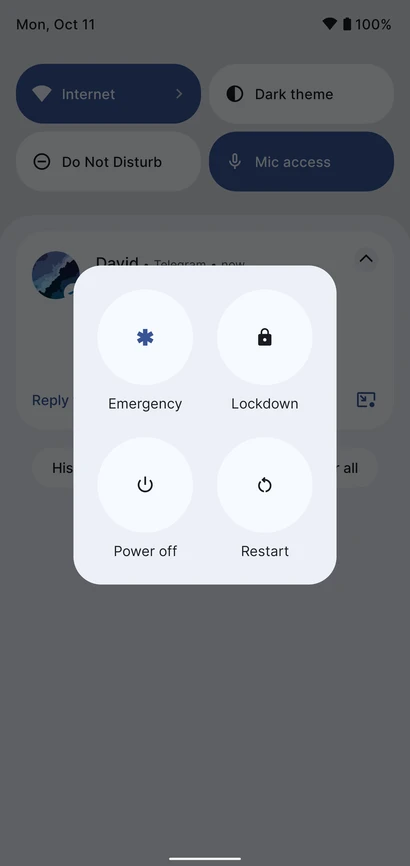 Mon, Oct 11 100%
Internet Dark theme
Do Not Disturb Mic access
David • Telegram • now
Emergency Lockdown
Reply
His r all
Power off Restart